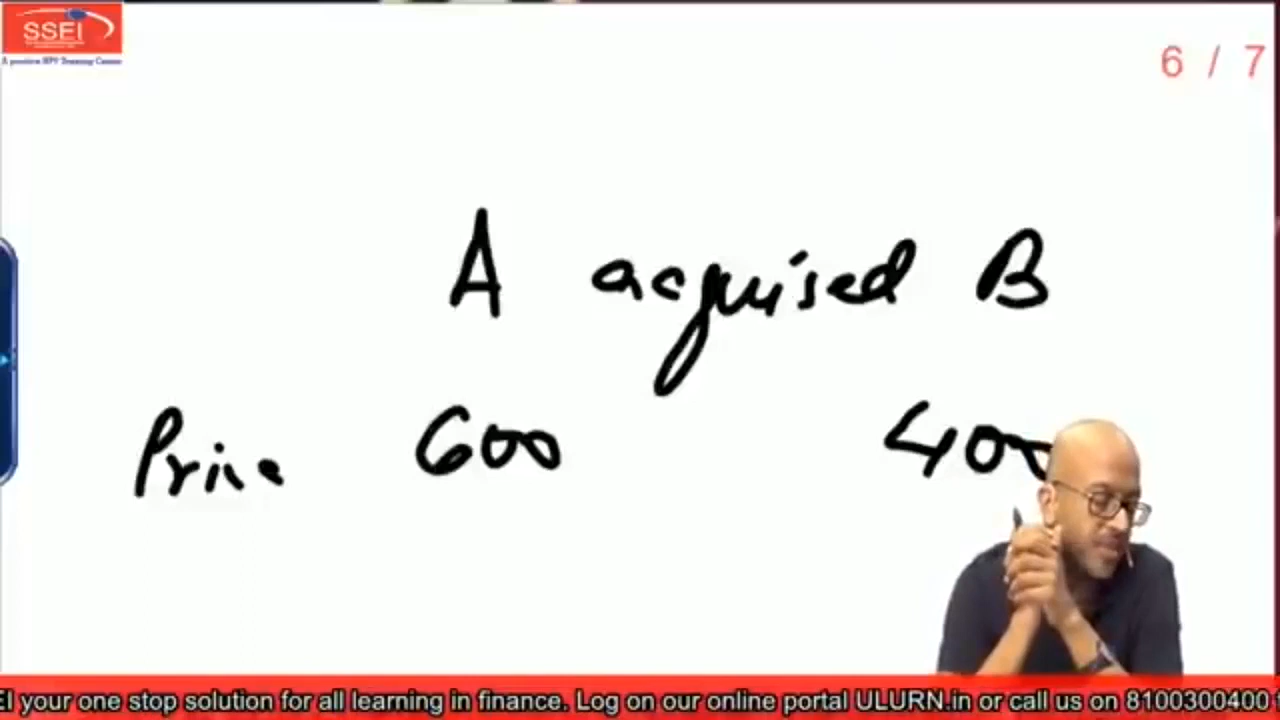 SSEI
6 / 7
A acquised B
Price 600 400
EI your one stop solution for all learning in finance. Log on our online portal ULURN.in or call us on 8100300400